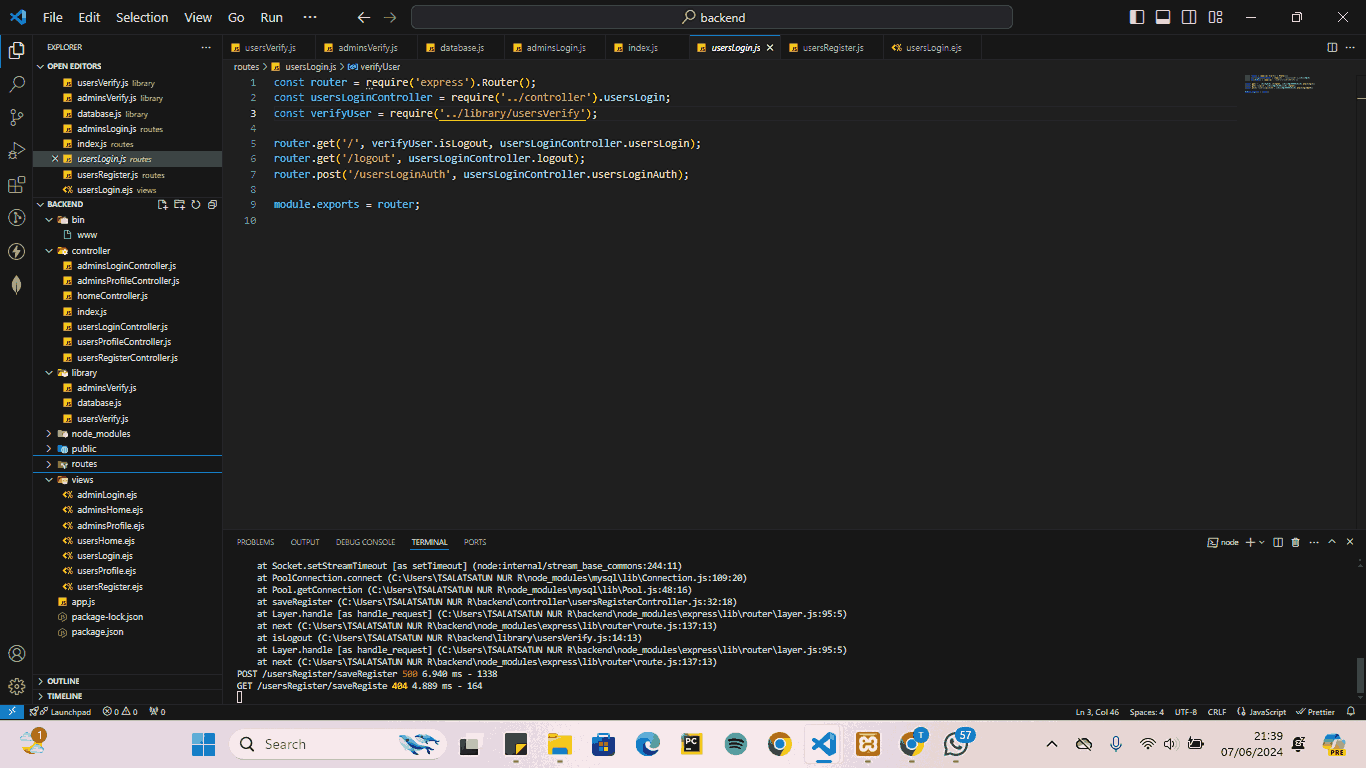 File Edit Selection View Go Run ··· backend
EXPLORER ···
OPEN EDITORS
usersVerify.js library
adminsVerify.js library
database.js library
adminsLogin.js routes
index.js routes
usersLogin.js routes
usersRegister.js routes
usersLogin.ejs views
BACKEND
bin
www
controller
adminsLoginController.js
adminsProfileController.js
homeController.js
index.js
usersLoginController.js
usersProfileController.js
usersRegisterController.js
library
adminsVerify.js
database.js
usersVerify.js
node_modules
public
routes
views
adminLogin.ejs
adminsHome.ejs
adminsProfile.ejs
usersHome.ejs
usersLogin.ejs
usersProfile.ejs
usersRegister.ejs
app.js
package-lock.json
package.json
OUTLINE
TIMELINE
usersVerify.js adminsVerify.js database.js adminsLogin.js index.js usersLogin.js usersRegister.js usersLogin.ejs
routes > usersLogin.js > verifyUser
1 const router = require('express').Router();
2 const usersLoginController = require('../controller').usersLogin;
3 const verifyUser = require('../library/usersVerify');
4
5 router.get('/', verifyUser.isLogout, usersLoginController.usersLogin);
6 router.get('/logout', usersLoginController.logout);
7 router.post('/usersLoginAuth', usersLoginController.usersLoginAuth);
8
9 module.exports = router;
10
PROBLEMS OUTPUT DEBUG CONSOLE TERMINAL PORTS node
at Socket.setStreamTimeout [as setTimeout] (node:internal/stream_base_commons:244:11)
at PoolConnection.connect (C:\Users\TSALATSATUN NUR R\node_modules\mysql\lib\Connection.js:109:20)
at Pool.getConnection (C:\Users\TSALATSATUN NUR R\node_modules\mysql\lib\Pool.js:48:16)
at saveRegister (C:\Users\TSALATSATUN NUR R\backend\controller\usersRegisterController.js:32:18)
at Layer.handle [as handle_request] (C:\Users\TSALATSATUN NUR R\backend\node_modules\express\lib\router\layer.js:95:5)
at next (C:\Users\TSALATSATUN NUR R\backend\node_modules\express\lib\router\route.js:137:13)
at isLogout (C:\Users\TSALATSATUN NUR R\backend\library\usersVerify.js:14:13)
at Layer.handle [as handle_request] (C:\Users\TSALATSATUN NUR R\backend\node_modules\express\lib\router\layer.js:95:5)
at next (C:\Users\TSALATSATUN NUR R\backend\node_modules\express\lib\router\route.js:137:13)
POST /usersRegister/saveRegister 500 6.940 ms - 1338
GET /usersRegister/saveRegiste 404 4.889 ms - 164
Launchpad 0 0 0 Ln 3, Col 46 Spaces: 4 UTF-8 CRLF JavaScript Prettier
1 Search PC T 57 21:39
07/06/2024 PRE